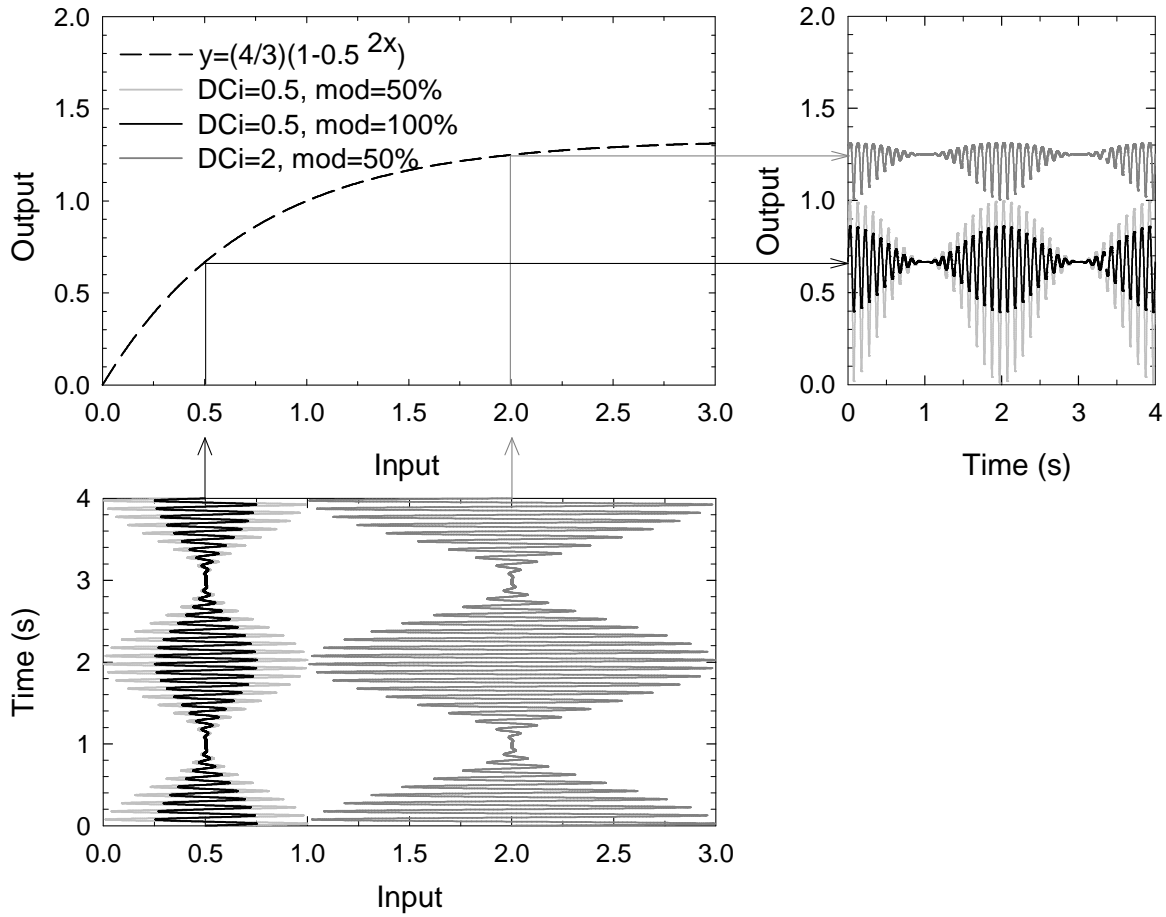 2.0
1.5
1.0
0.5
0.0
Output
y=(4/3)(1-0.5 2x)
DCi=0.5, mod=50%
DCi=0.5, mod=100%
DCi=2, mod=50%
0.0 0.5 1.0 1.5 2.0 2.5 3.0
Input
2.0
1.5
1.0
0.5
0.0
Output
0 1 2 3 4
Time (s)
4
3
2
1
0
Time (s)
0.0 0.5 1.0 1.5 2.0 2.5 3.0
Input